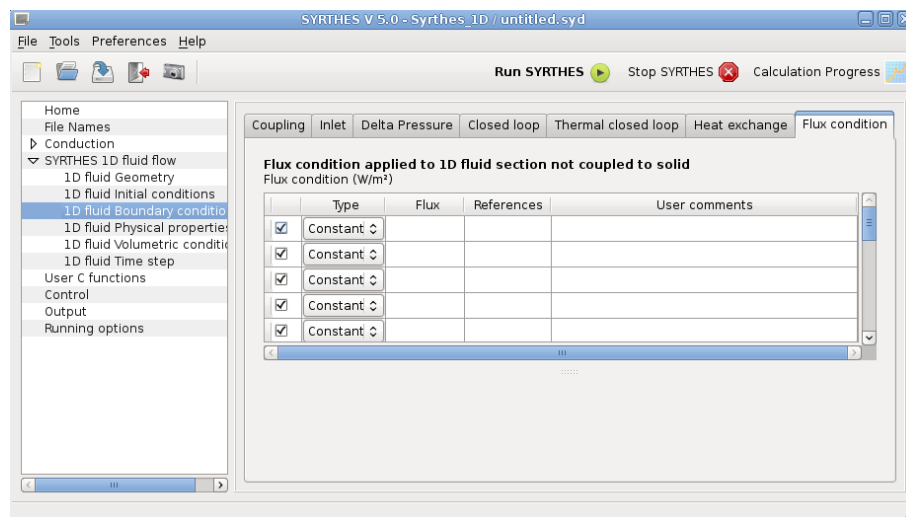 SYRTHES V 5.0 - Syrthes_1D / untitled.syd
File Tools Preferences Help
Run SYRTHES Stop SYRTHES Calculation Progress
Home
File Names
Conduction
SYRTHES 1D fluid flow
1D fluid Geometry
1D fluid Initial conditions
1D fluid Boundary conditio
1D fluid Physical propertie
1D fluid Volumetric conditi
1D fluid Time step
User C functions
Control
Output
Running options
Coupling Inlet Delta Pressure Closed loop Thermal closed loop Heat exchange Flux condition
Flux condition applied to 1D fluid section not coupled to solid
Flux condition (W/m²)
Type Flux References User comments
Constant
Constant
Constant
Constant
Constant